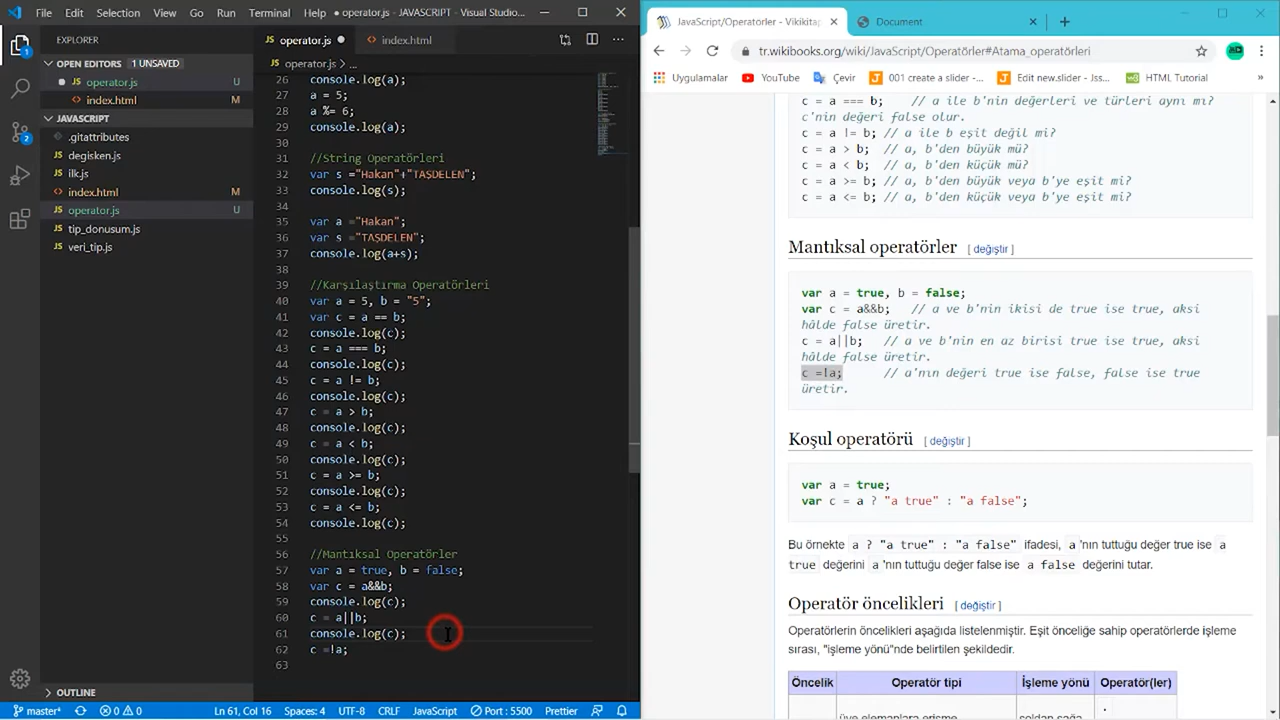 File Edit Selection View Go Run Terminal Help
operator.js - JAVASCRIPT - Visual Studio...
EXPLORER
OPEN EDITORS 1 UNSAVED
operator.js U
index.html M
JAVASCRIPT
.gitattributes
degisken.js
ilk.js
index.html M
operator.js U
tip_donusum.js
veri_tip.js
OUTLINE
operator.js index.html
operator.js > ...
26 console.log(a);
27 a = 5;
28 a %= 6;
29 console.log(a);
30
31 //String Operatörleri
32 var s ="Hakan"+"TAŞDELEN";
33 console.log(s);
34
35 var a ="Hakan";
36 var s ="TAŞDELEN";
37 console.log(a+s);
38
39 //Karşılaştırma Operatörleri
40 var a = 5, b = "5";
41 var c = a == b;
42 console.log(c);
43 c = a === b;
44 console.log(c);
45 c = a != b;
46 console.log(c);
47 c = a > b;
48 console.log(c);
49 c = a < b;
50 console.log(c);
51 c = a >= b;
52 console.log(c);
53 c = a <= b;
54 console.log(c);
55
56 //Mantıksal Operatörler
57 var a = true, b = false;
58 var c = a&&b;
59 console.log(c);
60 c = a||b;
61 console.log(c);
62 c =!a;
63
master* 0 0 Ln 61, Col 16 Spaces: 4 UTF-8 CRLF JavaScript Port : 5500 Prettier
JavaScript/Operatorler - Vikikitap Document
tr.wikibooks.org/wiki/JavaScript/Operatörler#Atama_operatörleri
Uygulamalar YouTube Çevir 001 create a slider -... Edit new.slider - Jss... HTML Tutorial »
c = a === b; // a ile b'nin değerleri ve türleri aynı mı?
c'nin değeri false olur.
c = a != b; // a ile b eşit değil mi?
c = a > b; // a, b'den büyük mü?
c = a < b; // a, b'den küçük mü?
c = a >= b; // a, b'den büyük veya b'ye eşit mi?
c = a <= b; // a, b'den küçük veya b'ye eşit mi?
Mantıksal operatörler [ değiştir ]
var a = true, b = false;
var c = a&&b; // a ve b'nin ikisi de true ise true, aksi
hâlde false üretir.
c = a||b; // a ve b'nin en az birisi true ise true, aksi
hâlde false üretir.
c =!a; // a'nın değeri true ise false, false ise true
üretir.
Koşul operatörü [ değiştir ]
var a = true;
var c = a ? "a true" : "a false";
Bu örnekte a ? "a true" : "a false" ifadesi, a 'nın tuttuğu değer true ise a
true değerini a 'nın tuttuğu değer false ise a false değerini tutar.
Operatör öncelikleri [ değiştir ]
Operatörlerin öncelikleri aşağıda listelenmiştir. Eşit önceliğe sahip operatörlerde işleme
sırası, "işleme yönü"nde belirtilen şekildedir.
Öncelik Operatör tipi İşleme yönü Operatör(ler)
üye elemanlara erişme soldan sağa .